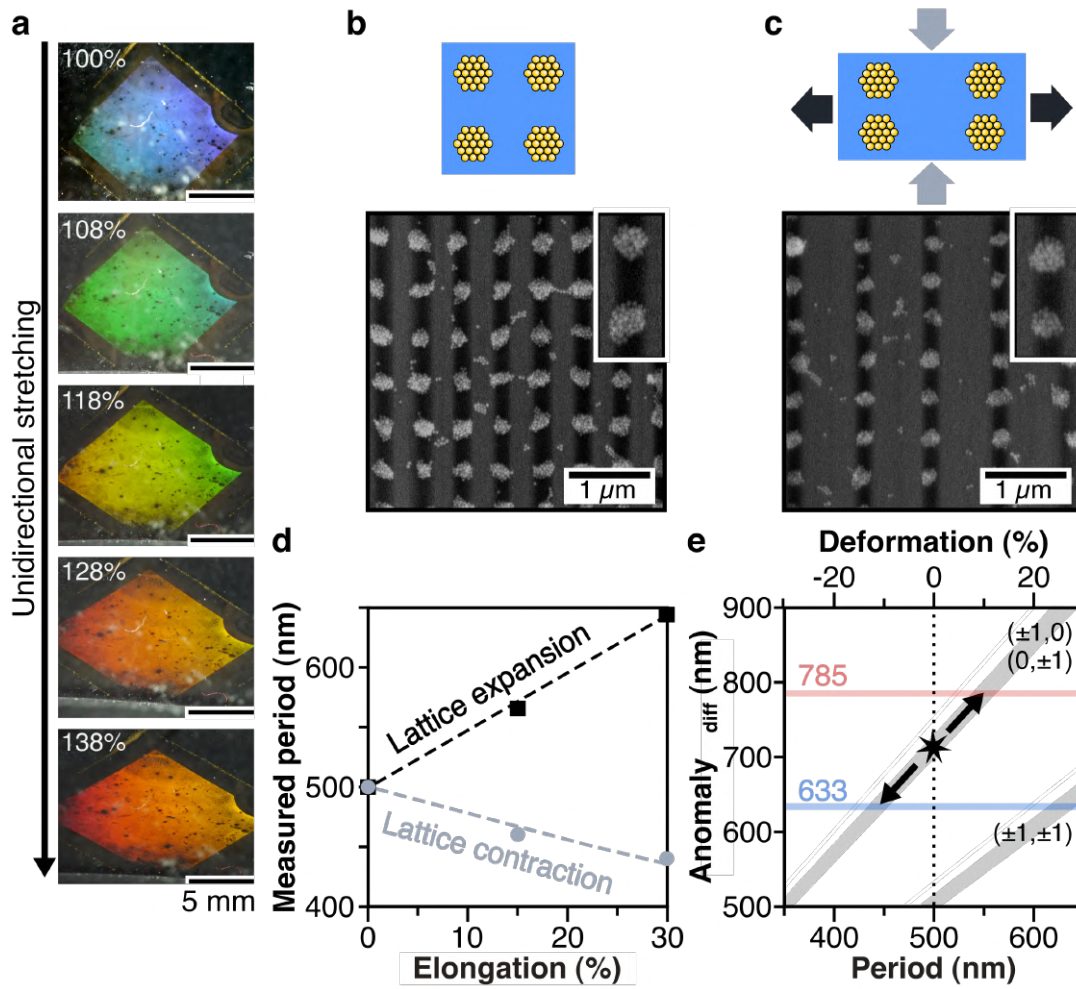 a
Unidirectional stretching
100%
108%
118%
128%
138%
5 mm
b
1 µm
c
1 µm
d
Measured period (nm)
600
500
400
Lattice expansion
Lattice contraction
0
10
20
30
Elongation (%)
e
Deformation (%)
-20
0
20
Anomaly diff (nm)
900
800
700
600
500
785
633
(±1,0)
(0,±1)
(±1,±1)
400
500
600
Period (nm)